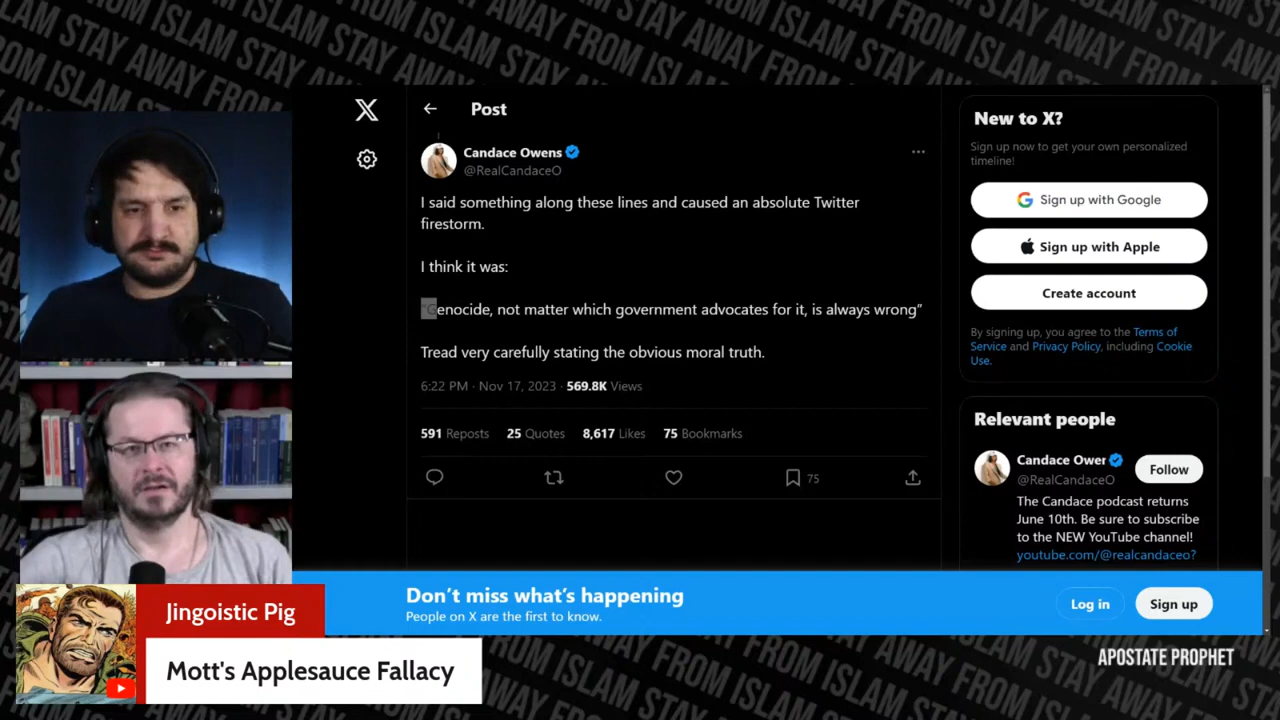 Post
Candace Owens
@RealCandaceO
I said something along these lines and caused an absolute Twitter
firestorm.
I think it was:
"Genocide, not matter which government advocates for it, is always wrong"
Tread very carefully stating the obvious moral truth.
6:22 PM · Nov 17, 2023 · 569.8K Views
591 Reposts 25 Quotes 8,617 Likes 75 Bookmarks
75
New to X?
Sign up now to get your own personalized
timeline!
Sign up with Google
Sign up with Apple
Create account
By signing up, you agree to the Terms of
Service and Privacy Policy, including Cookie
Use.
Relevant people
Candace Ower
@RealCandaceO
Follow
The Candace podcast returns
June 10th. Be sure to subscribe
to the NEW YouTube channel!
youtube.com/@realcandaceo?
Don't miss what's happening
People on X are the first to know.
Log in
Sign up
Jingoistic Pig
Mott's Applesauce Fallacy
APOSTATE PROPHET
STAY AWAY FROM ISLAM